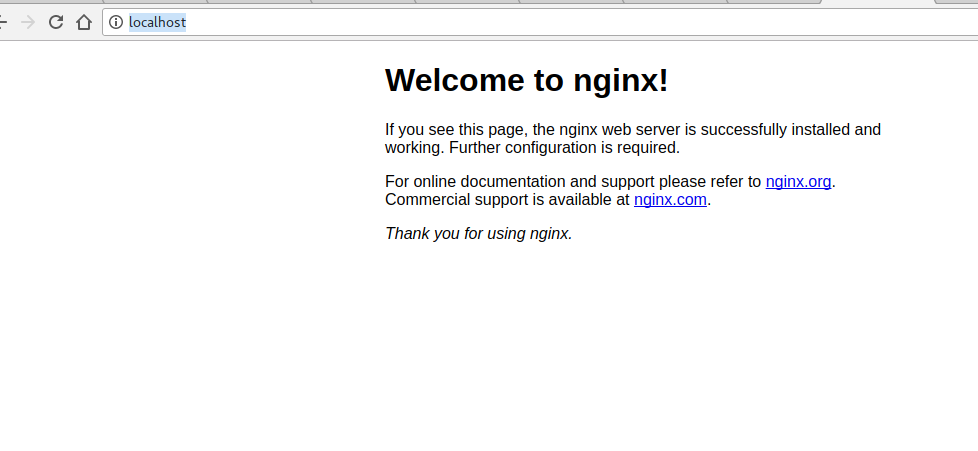 localhost
Welcome to nginx!
If you see this page, the nginx web server is successfully installed and
working. Further configuration is required.
For online documentation and support please refer to nginx.org.
Commercial support is available at nginx.com.
Thank you for using nginx.